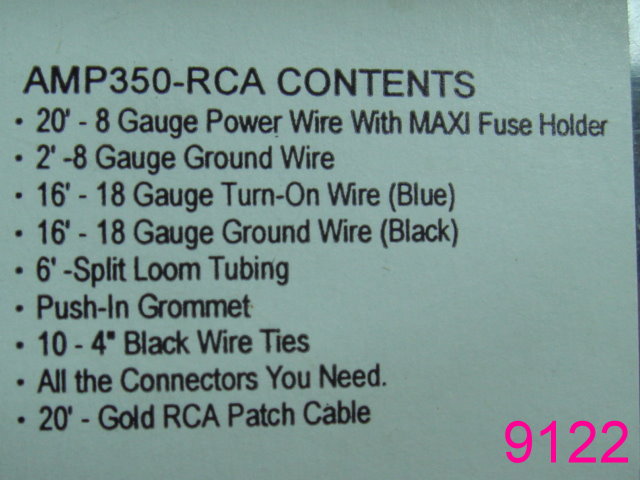 AMP350-RCA CONTENTS
· 20' - 8 Gauge Power Wire With MAXI Fuse Holder
· 2' -8 Gauge Ground Wire
· 16' - 18 Gauge Turn-On Wire (Blue)
· 16' - 18 Gauge Ground Wire (Black)
· 6' -Split Loom Tubing
· Push-In Grommet
· 10 - 4" Black Wire Ties
· All the Connectors You Need.
· 20' - Gold RCA Patch Cable
9122